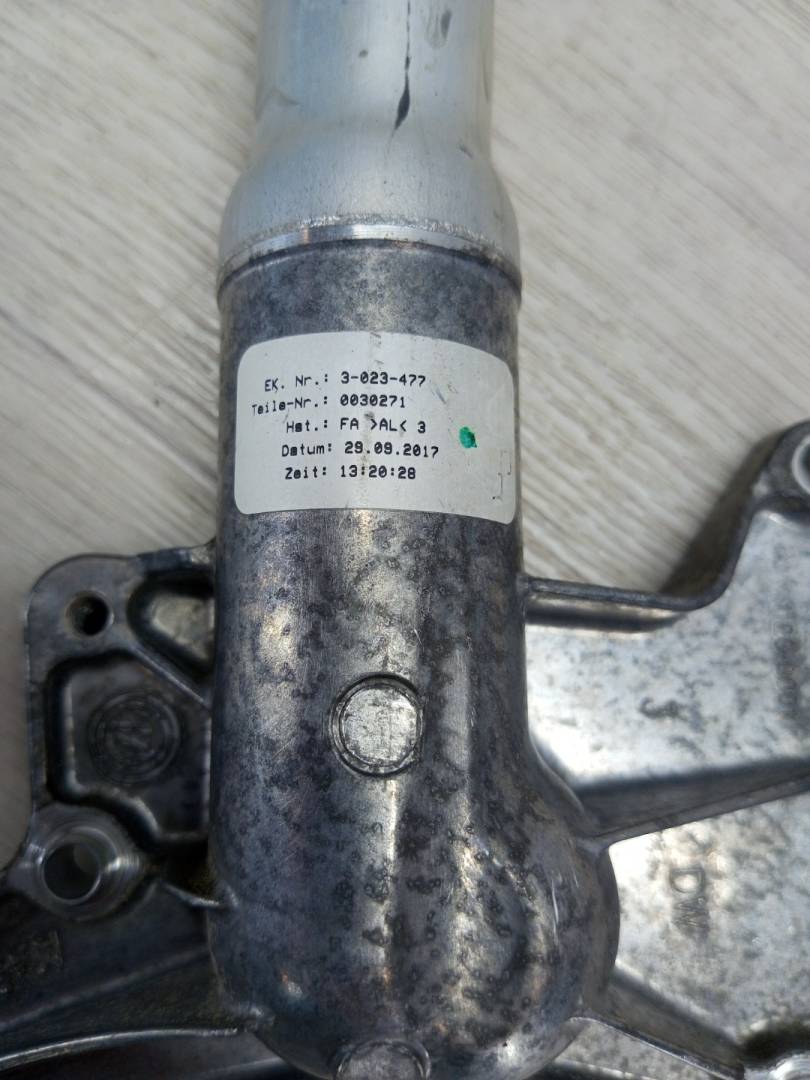 EK. Nr.: 3-023-477
Teile-Nr.: 0030271
Hst.: FA >AL< 3
Datum: 29.09.2017
Zeit: 13:20:28
DW